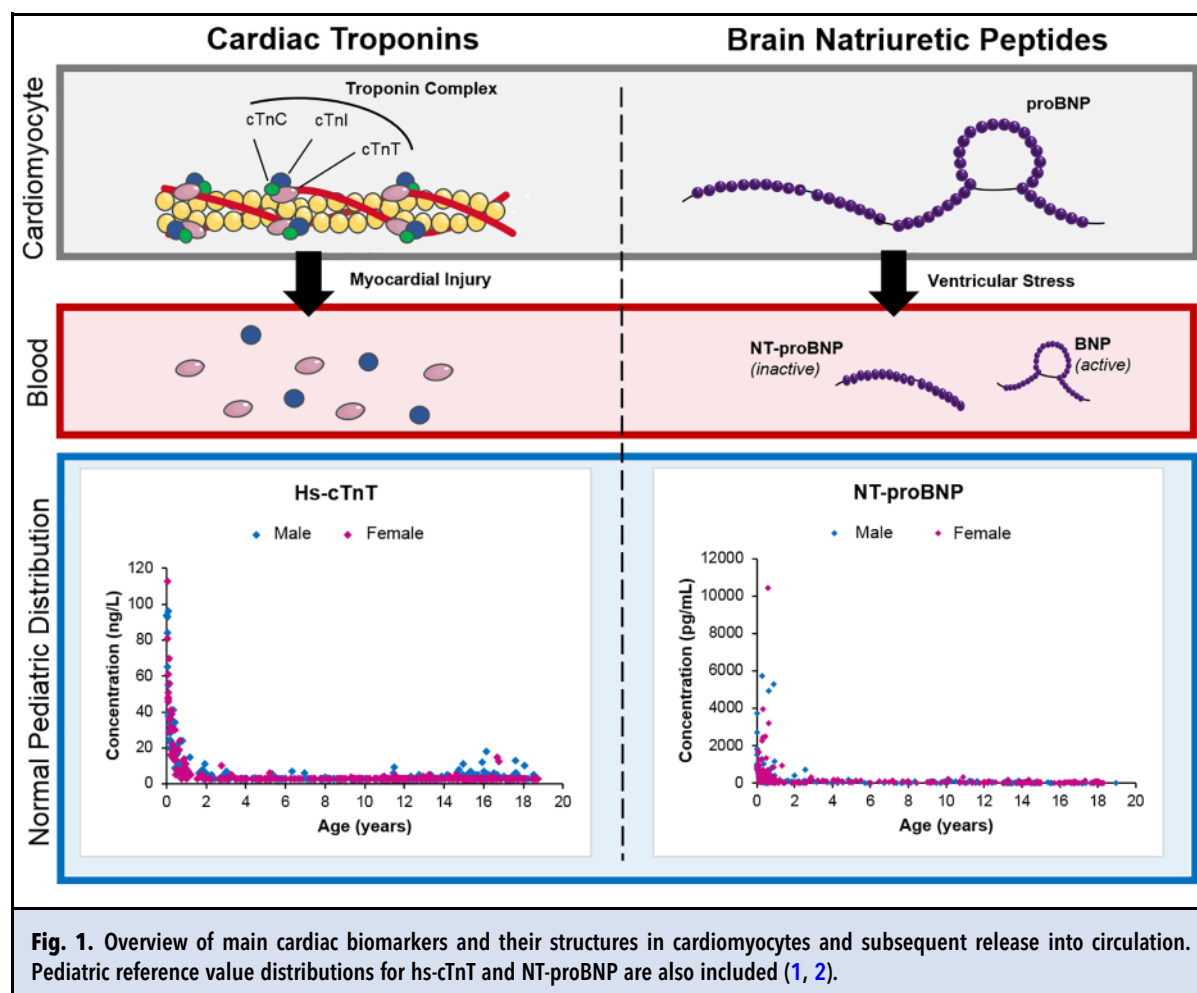 Cardiac Troponins
Brain Natriuretic Peptides
Cardiomyocyte
Troponin Complex
cTnC
cTnI
cTnT
proBNP
Myocardial Injury
Ventricular Stress
Blood
NT-proBNP
(inactive)
BNP
(active)
Normal Pediatric Distribution
Hs-cTnT
Male
Female
Concentration (ng/L)
120
100
80
60
40
20
0
0 2 4 6 8 10 12 14 16 18 20
Age (years)
NT-proBNP
Male
Female
Concentration (pg/mL)
12000
10000
8000
6000
4000
2000
0
0 2 4 6 8 10 12 14 16 18 20
Age (years)
Fig. 1. Overview of main cardiac biomarkers and their structures in cardiomyocytes and subsequent release into circulation.
Pediatric reference value distributions for hs-cTnT and NT-proBNP are also included (1, 2).